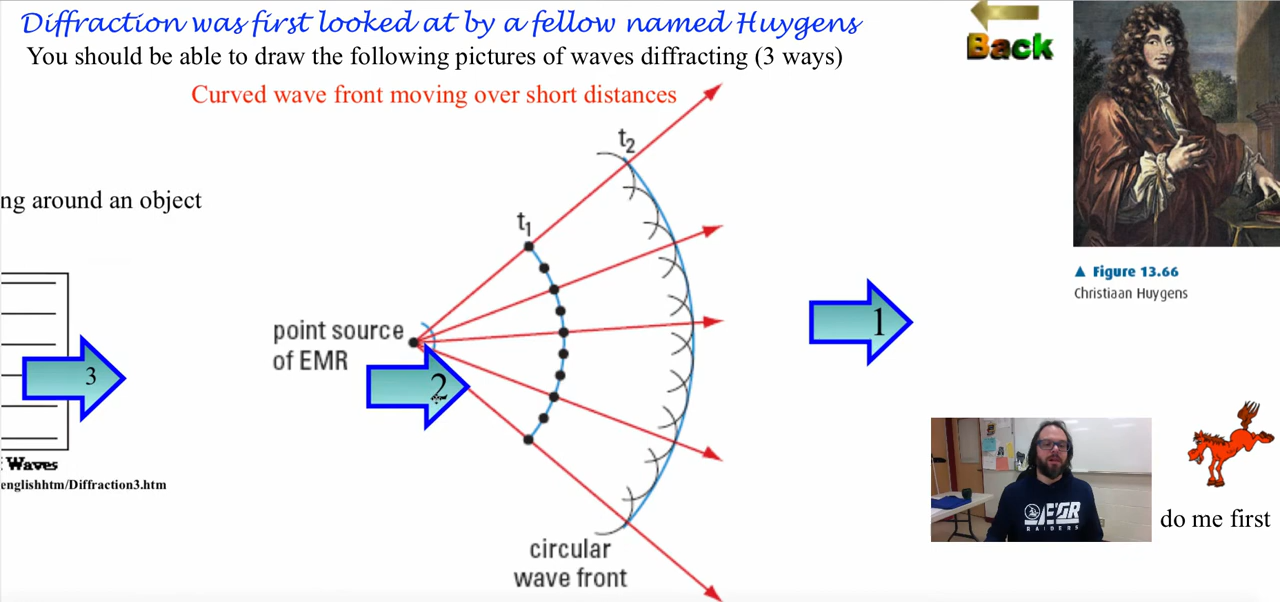 Diffraction was first looked at by a fellow named Huygens
You should be able to draw the following pictures of waves diffracting (3 ways)
Back
Curved wave front moving over short distances
t2
ng around an object
t1
▲ Figure 13.66
Christiaan Huygens
1
point source
of EMR
2
3
Waves
englishhtm/Diffraction3.htm
EGR
RAIDERS
do me first
circular
wave front